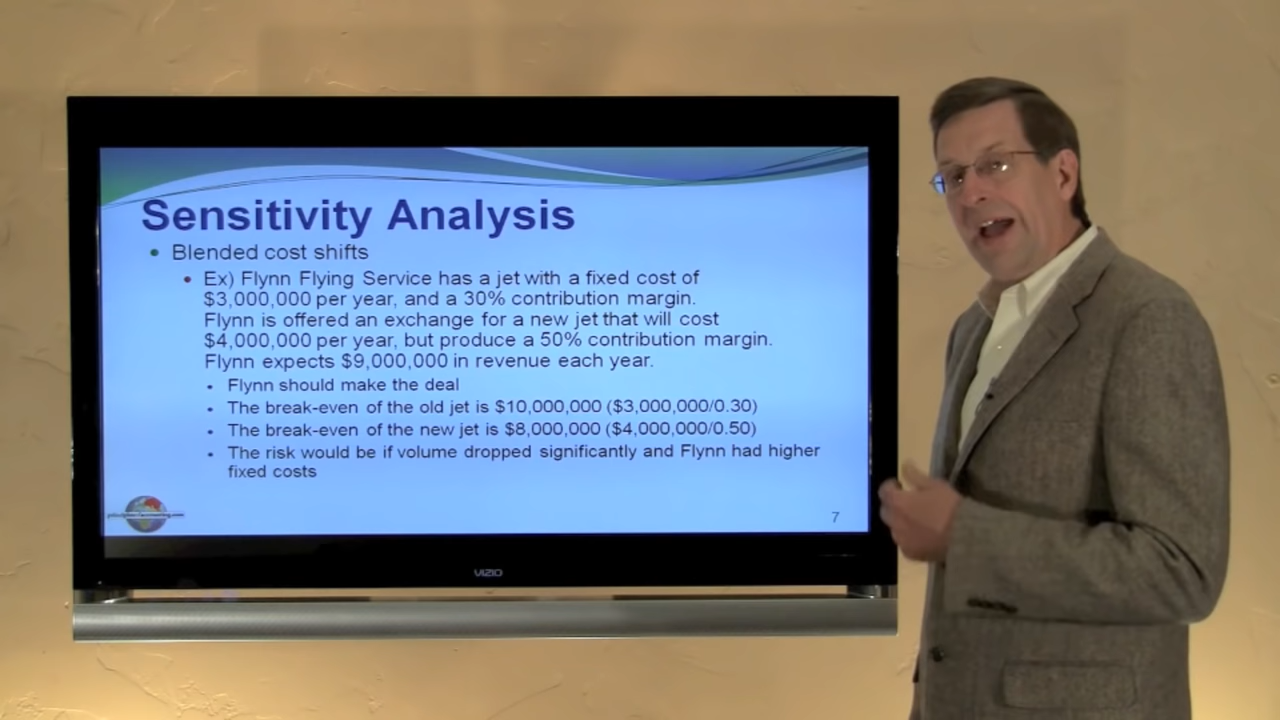 Sensitivity Analysis
• Blended cost shifts
• Ex) Flynn Flying Service has a jet with a fixed cost of
$3,000,000 per year, and a 30% contribution margin.
Flynn is offered an exchange for a new jet that will cost
$4,000,000 per year, but produce a 50% contribution margin.
Flynn expects $9,000,000 in revenue each year.
• Flynn should make the deal
• The break-even of the old jet is $10,000,000 ($3,000,000/0.30)
• The break-even of the new jet is $8,000,000 ($4,000,000/0.50)
• The risk would be if volume dropped significantly and Flynn had higher
fixed costs
7
VIZIO